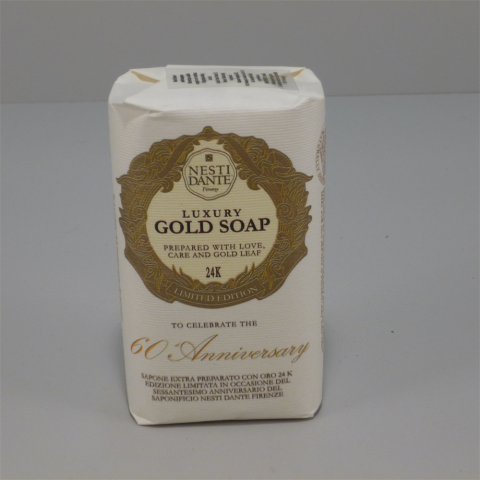 NESTI
DANTE
Firenze
LUXURY
GOLD SOAP
PREPARED WITH LOVE,
CARE AND GOLD LEAF
24K
LIMITED EDITION
TO CELEBRATE THE
60° Anniversary
SAPONE EXTRA PREPARATO CON ORO 24 K
EDIZIONE LIMITATA IN OCCASIONE DEL
SESSANTESIMO ANNIVERSARIO DEL
SAPONIFICIO NESTI DANTE FIRENZE